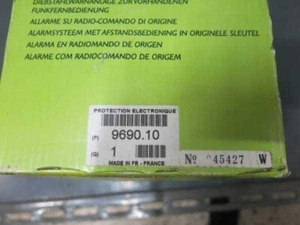 DIEBSTAHLWARNANLAGE ZUR VORHANDENEN
FUNKFERNBEDIENUNG
ALLARME SU RADIO-COMANDO DI ORIGINE
ALARMSYSTEEM MET AFSTANDSBEDIENING IN ORIGINELE SLEUTEL
ALARMA EN RADIOMANDO DE ORIGEN
ALARME COM RADIOCOMANDO DE ORIGEM
PROTECTION ELECTRONIQUE
(P) 9690.10
(Q) 1
MADE IN FR - FRANCE
No 045427 W